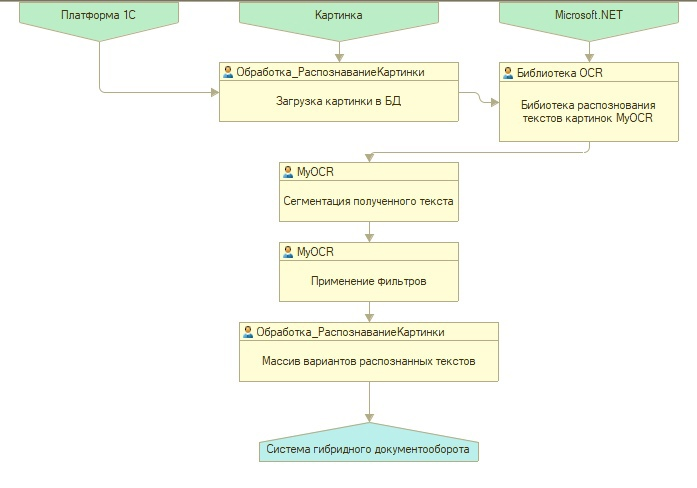 Платформа 1С
Картинка
Microsoft.NET
Обработка_РаспознаваниеКартинки
Загрузка картинки в БД
Библиотека OCR
Бибиотека распознования
текстов картинок MyOCR
MyOCR
Сегментация полученного текста
MyOCR
Применение фильтров
Обработка_РаспознаваниеКартинки
Массив вариантов распознанных текстов
Система гибридного документооборота